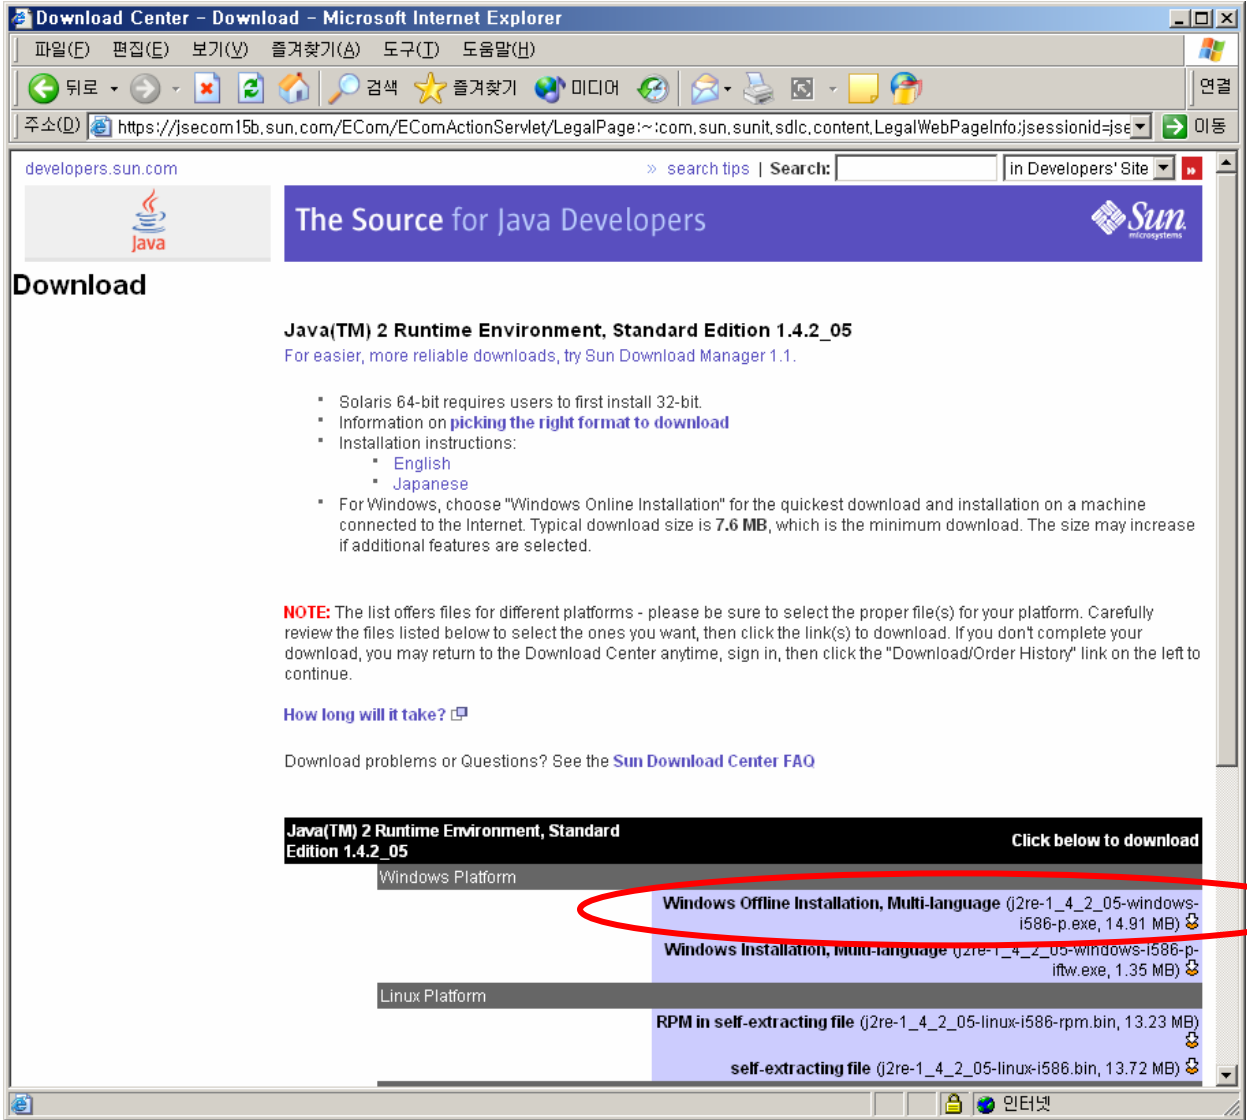 Download Center - Download - Microsoft Internet Explorer
파일(F) 편집(E) 보기(V) 즐겨찾기(A) 도구(T) 도움말(H)
뒤로 검색 즐겨찾기 미디어 연결
주소(D) https://jsecom15b.sun.com/ECom/EComActionServlet/LegalPage:~:com.sun.sunit.sdlc.content.LegalWebPageInfo;jsessionid=jse 이동
developers.sun.com » search tips | Search: in Developers' Site
Java
The Source for Java Developers
Sun microsystems
Download
Java(TM) 2 Runtime Environment, Standard Edition 1.4.2_05
For easier, more reliable downloads, try Sun Download Manager 1.1.
Solaris 64-bit requires users to first install 32-bit.
Information on picking the right format to download
Installation instructions:
English
Japanese
For Windows, choose "Windows Online Installation" for the quickest download and installation on a machine
connected to the Internet. Typical download size is 7.6 MB, which is the minimum download. The size may increase
if additional features are selected.
NOTE: The list offers files for different platforms - please be sure to select the proper file(s) for your platform. Carefully
review the files listed below to select the ones you want, then click the link(s) to download. If you don't complete your
download, you may return to the Download Center anytime, sign in, then click the "Download/Order History" link on the left to
continue.
How long will it take?
Download problems or Questions? See the Sun Download Center FAQ
Java(TM) 2 Runtime Environment, Standard
Edition 1.4.2_05
Click below to download
Windows Platform
Windows Offline Installation, Multi-language (j2re-1_4_2_05-windows-
i586-p.exe, 14.91 MB)
Windows Installation, Multi-language (j2re-1_4_2_05-windows-i586-p-
iftw.exe, 1.35 MB)
Linux Platform
RPM in self-extracting file (j2re-1_4_2_05-linux-i586-rpm.bin, 13.23 MB)
self-extracting file (j2re-1_4_2_05-linux-i586.bin, 13.72 MB)
인터넷